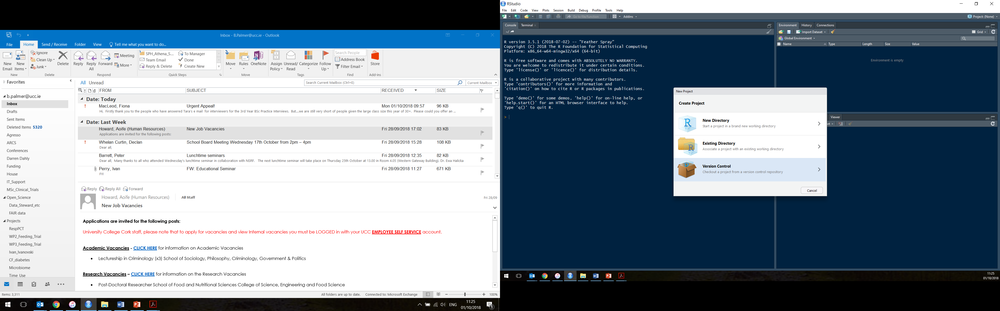 Inbox - B.Palmer@ucc.ie - Outlook
File Home Send / Receive Folder View Tell me what you want to do...
New Email
New Items
New
Ignore
Clean Up
Junk
Delete
Delete
Reply
Reply All
Forward
Meeting
More
Respond
SPH_Athena_S...
Team Email
Reply & Delete
To Manager
Done
Create New
Quick Steps
Move
Rules
OneNote
Move
Assign Policy
Unread/ Read
Categorize
Follow Up
Tags
Search People
Address Book
Filter Email
Find
Store
Add-ins
Favorites
b.palmer@ucc.ie
Inbox
Drafts
Sent Items
Deleted Items 5320
Agresso
ARCS
Conferences
Darren Dahly
Funding
House
IT_Support
MSc_Clinical_Trials
Open_Science
Data_Steward_etc
FAIR data
Projects
RespPCT
WP2_Feeding_Trial
WP3_Feeding_Trial
Ivan_Ivanovski
CF_diabetes
Microbiome
Time_Use
All Unread
Search Current Mailbox (Ctrl+E)
Current Mailbox
FROM SUBJECT RECEIVED SIZE
Date: Today
MacLeod, Fiona Urgent Appeal! Mon 01/10/2018 09:57 96 KB
Hi, Firstly thank you to the people who have answered Tara's e mail for interviewers for the 3rd Year BSc Practice Interviews. But....we are still very short of people given the large class size this year of 30+. Please could you offer an ...
Date: Last Week
Howard, Aoife (Human Resources) New Job Vacancies Fri 28/09/2018 17:02 83 KB
Applications are invited for the following posts:
Whelan Curtin, Declan School Board Meeting Wednesday 17th October from 2pm – 4pm Fri 28/09/2018 15:28 108 KB
Dear all,
Barrett, Peter Lunchtime seminars Fri 28/09/2018 12:35 82 KB
Dear all, Many thanks to all who attended Wednesday's lunchtime seminar in collaboration with NSRF. The next lunchtime seminar will take place on Thursday 25th October at 13.00 in Room 4.05 (Western Gateway Building). Dr. Ewa Halicka
Perry, Ivan FW: Educational Seminar Fri 28/09/2018 11:27 671 KB
FYI
Reply Reply All Forward
Howard, Aoife (Human Resources) All Staff Fri 28/09
New Job Vacancies
Applications are invited for the following posts:
University College Cork staff, please note that to apply for vacancies and view Internal vacancies you must be LOGGED in with your UCC EMPLOYEE SELF SERVICE account.
Academic Vacancies - CLICK HERE for information on Academic Vacancies
• Lectureship in Criminology (x3) School of Sociology, Philosophy, Criminology, Government & Politics
Research Vacancies – CLICK HERE for information on the Research Vacancies
• Post-Doctoral Researcher School of Food and Nutritional Sciences College of Science, Engineering and Food Science
Items: 3,311
All folders are up to date. Connected to: Microsoft Exchange 100%
ENG 11:25
01/10/2018
RStudio
File Edit Code View Plots Session Build Debug Profile Tools Help
Go to file/function Addins Project: (None)
Console Terminal
~/
R version 3.5.1 (2018-07-02) -- "Feather Spray"
Copyright (C) 2018 The R Foundation for Statistical Computing
Platform: x86_64-w64-mingw32/x64 (64-bit)
R is free software and comes with ABSOLUTELY NO WARRANTY.
You are welcome to redistribute it under certain conditions.
Type 'license()' or 'licence()' for distribution details.
R is a collaborative project with many contributors.
Type 'contributors()' for more information and
'citation()' on how to cite R or R packages in publications.
Type 'demo()' for some demos, 'help()' for on-line help, or
'help.start()' for an HTML browser interface to help.
Type 'q()' to quit R.
>
Environment History Connections
Import Dataset Grid
Global Environment
Name Type Length Size Value
Environment is empty
Viewer
New Project
Create Project
New Directory
Start a project in a brand new working directory
Existing Directory
Associate a project with an existing working directory
Version Control
Checkout a project from a version control repository
Cancel
11:25
01/10/2018